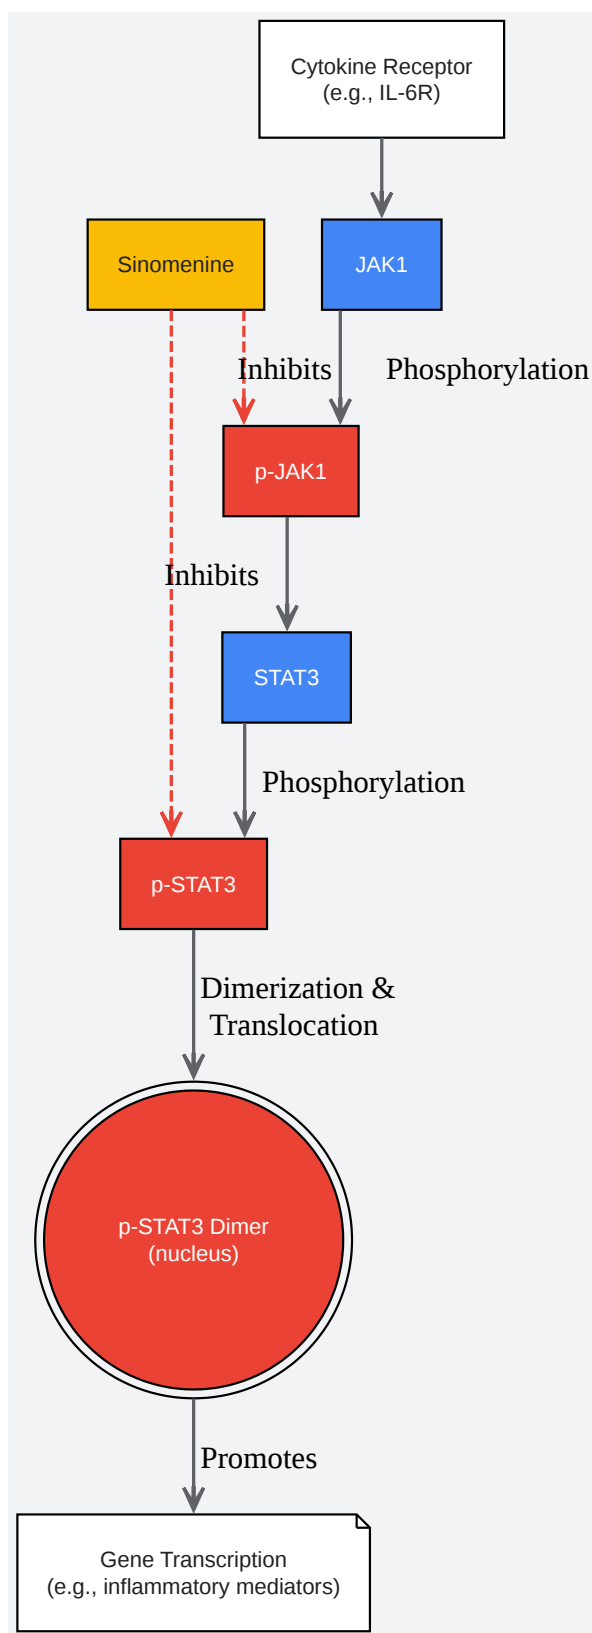 Cytokine Receptor
(e.g., IL-6R)
Sinomenine
JAK1
Inhibits
Phosphorylation
p-JAK1
Inhibits
STAT3
Phosphorylation
p-STAT3
Dimerization &
Translocation
p-STAT3 Dimer
(nucleus)
Promotes
Gene Transcription
(e.g., inflammatory mediators)